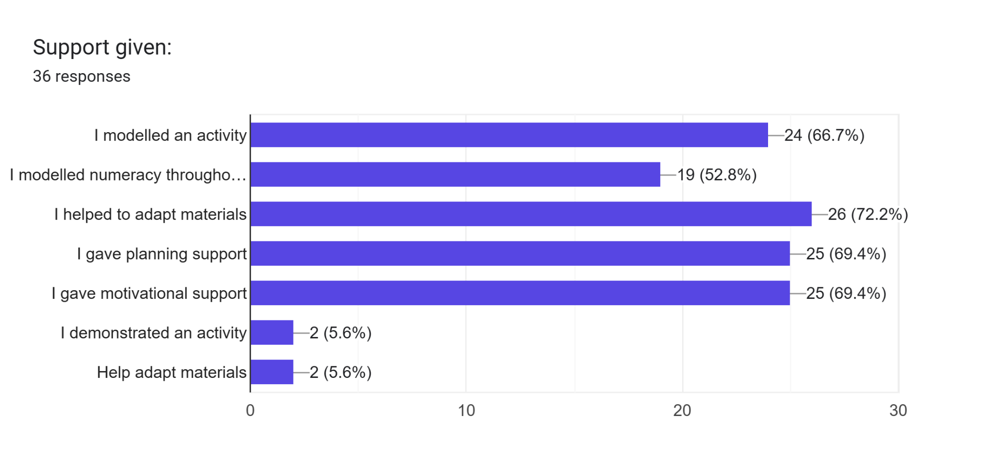 Support given:
36 responses
I modelled an activity 24 (66.7%)
I modelled numeracy througho… 19 (52.8%)
I helped to adapt materials 26 (72.2%)
I gave planning support 25 (69.4%)
I gave motivational support 25 (69.4%)
I demonstrated an activity 2 (5.6%)
Help adapt materials 2 (5.6%)
0 10 20 30